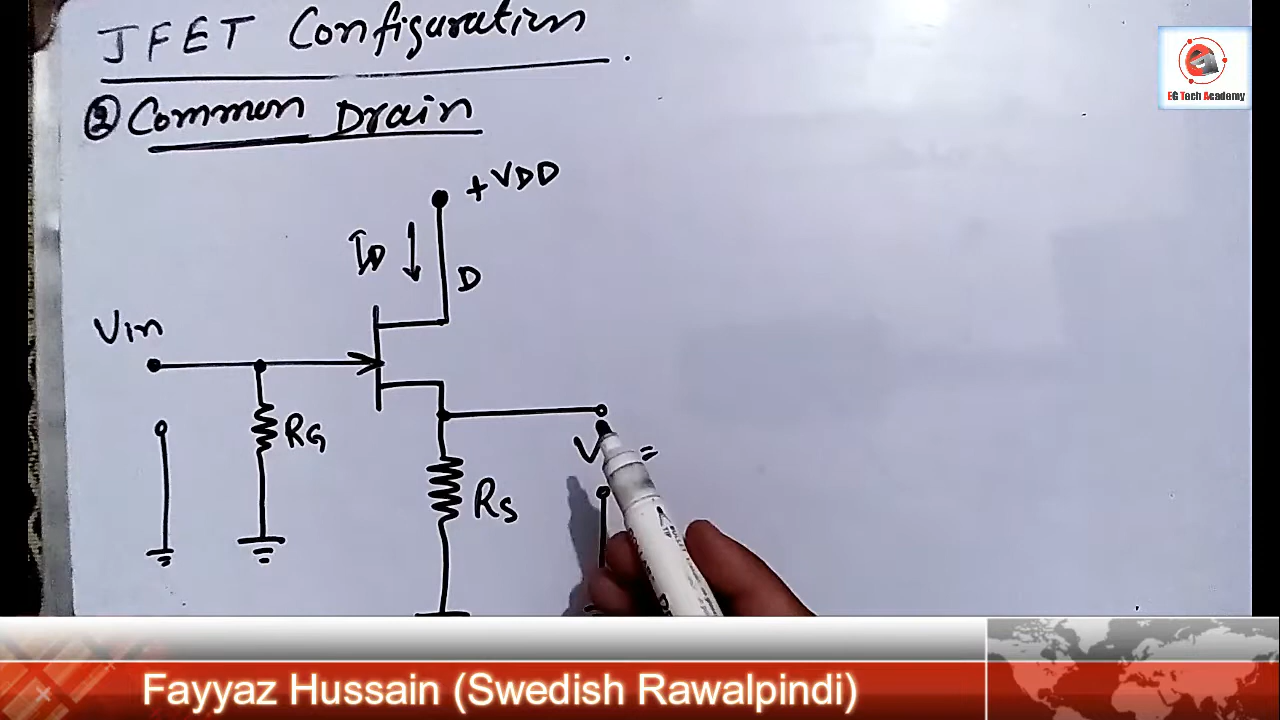 JFET Configuration.
② Common Drain
+VDD
ID
D
Vin
RG
RS
V =
EG Tech Academy
Fayyaz Hussain (Swedish Rawalpindi)